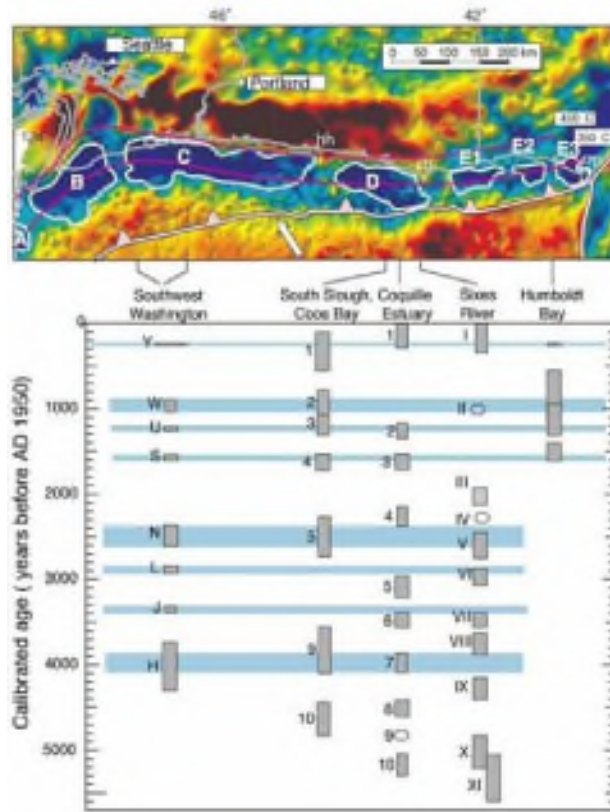 46° 42°
Seattle
0 50 100 150 200 km
Portland
hh
450 C
350 C
E1 E2 E3
B C D
A
Southwest Washington
South Slough, Coos Bay
Coquille Estuary
Sixes River
Humboldt Bay
Calibrated age ( years before AD 1950)
0
Y 1 1 I
1000
W 2 II
U 3 2
S 4 3
2000
III
4 IV
N 5 V
3000
L VI
5
J 6 VII
VIII
4000
H 9 7
IX
10 8
9
5000
X
10
XI